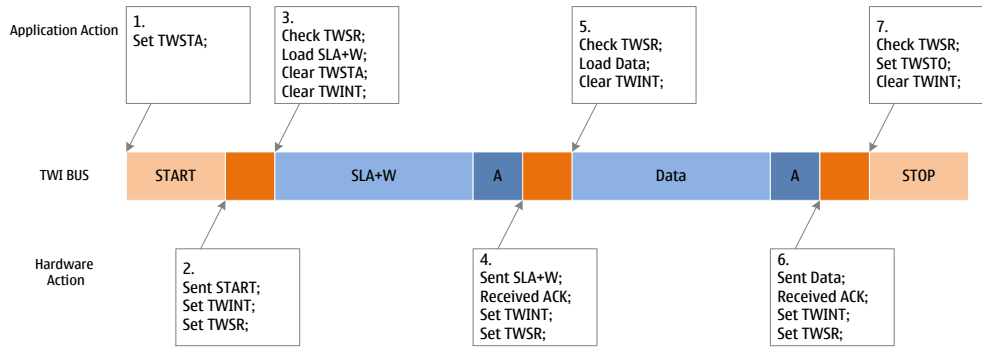 Application Action
1.
Set TWSTA;
3.
Check TWSR;
Load SLA+W;
Clear TWSTA;
Clear TWINT;
5.
Check TWSR;
Load Data;
Clear TWINT;
7.
Check TWSR;
Set TWSTO;
Clear TWINT;
TWI BUS
START
SLA+W
A
Data
A
STOP
Hardware
Action
2.
Sent START;
Set TWINT;
Set TWSR;
4.
Sent SLA+W;
Received ACK;
Set TWINT;
Set TWSR;
6.
Sent Data;
Received ACK;
Set TWINT;
Set TWSR;